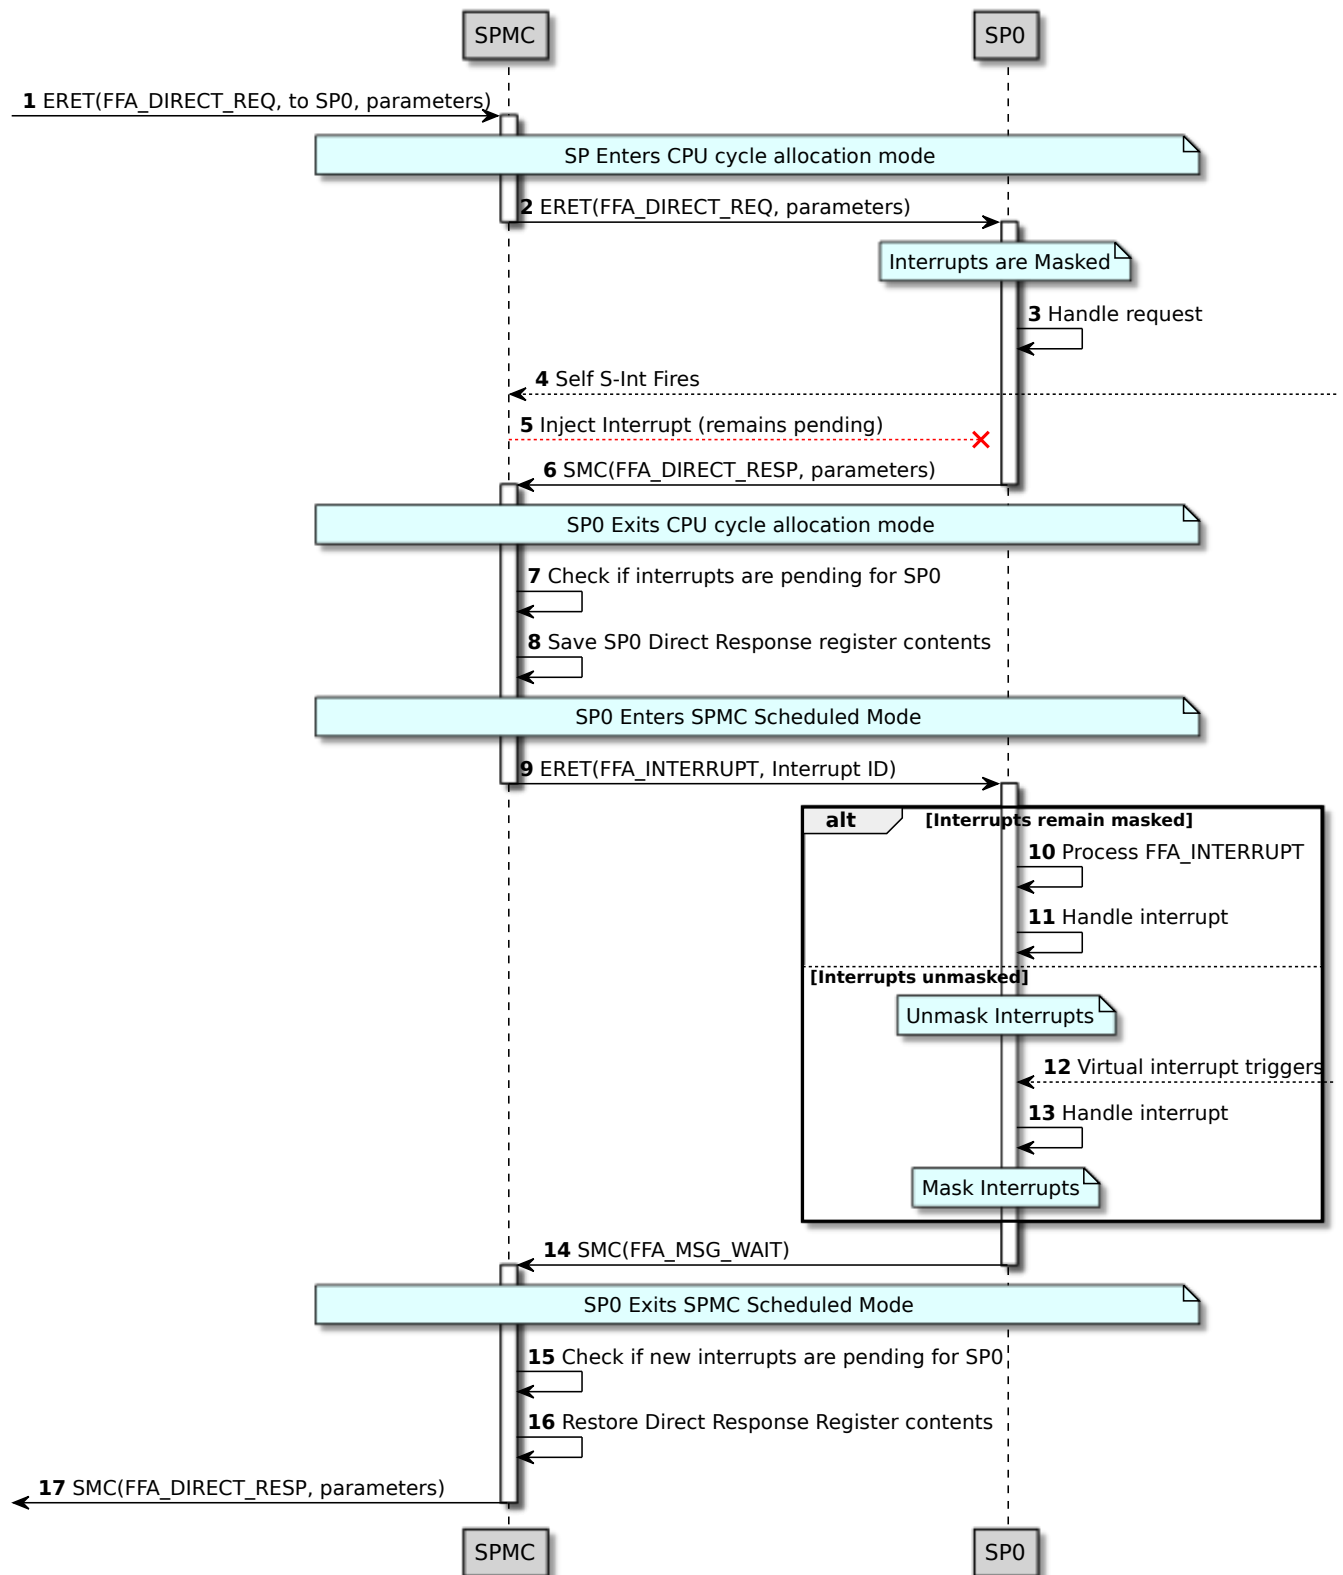 SPMC
SP0
1 ERET(FFA_DIRECT_REQ, to SP0, parameters)
SP Enters CPU cycle allocation mode
2 ERET(FFA_DIRECT_REQ, parameters)
Interrupts are Masked
3 Handle request
4 Self S-Int Fires
5 Inject Interrupt (remains pending)
6 SMC(FFA_DIRECT_RESP, parameters)
SP0 Exits CPU cycle allocation mode
7 Check if interrupts are pending for SP0
8 Save SP0 Direct Response register contents
SP0 Enters SPMC Scheduled Mode
9 ERET(FFA_INTERRUPT, Interrupt ID)
alt [Interrupts remain masked]
10 Process FFA_INTERRUPT
11 Handle interrupt
[Interrupts unmasked]
Unmask Interrupts
12 Virtual interrupt triggers
13 Handle interrupt
Mask Interrupts
14 SMC(FFA_MSG_WAIT)
SP0 Exits SPMC Scheduled Mode
15 Check if new interrupts are pending for SP0
16 Restore Direct Response Register contents
17 SMC(FFA_DIRECT_RESP, parameters)
SPMC
SP0